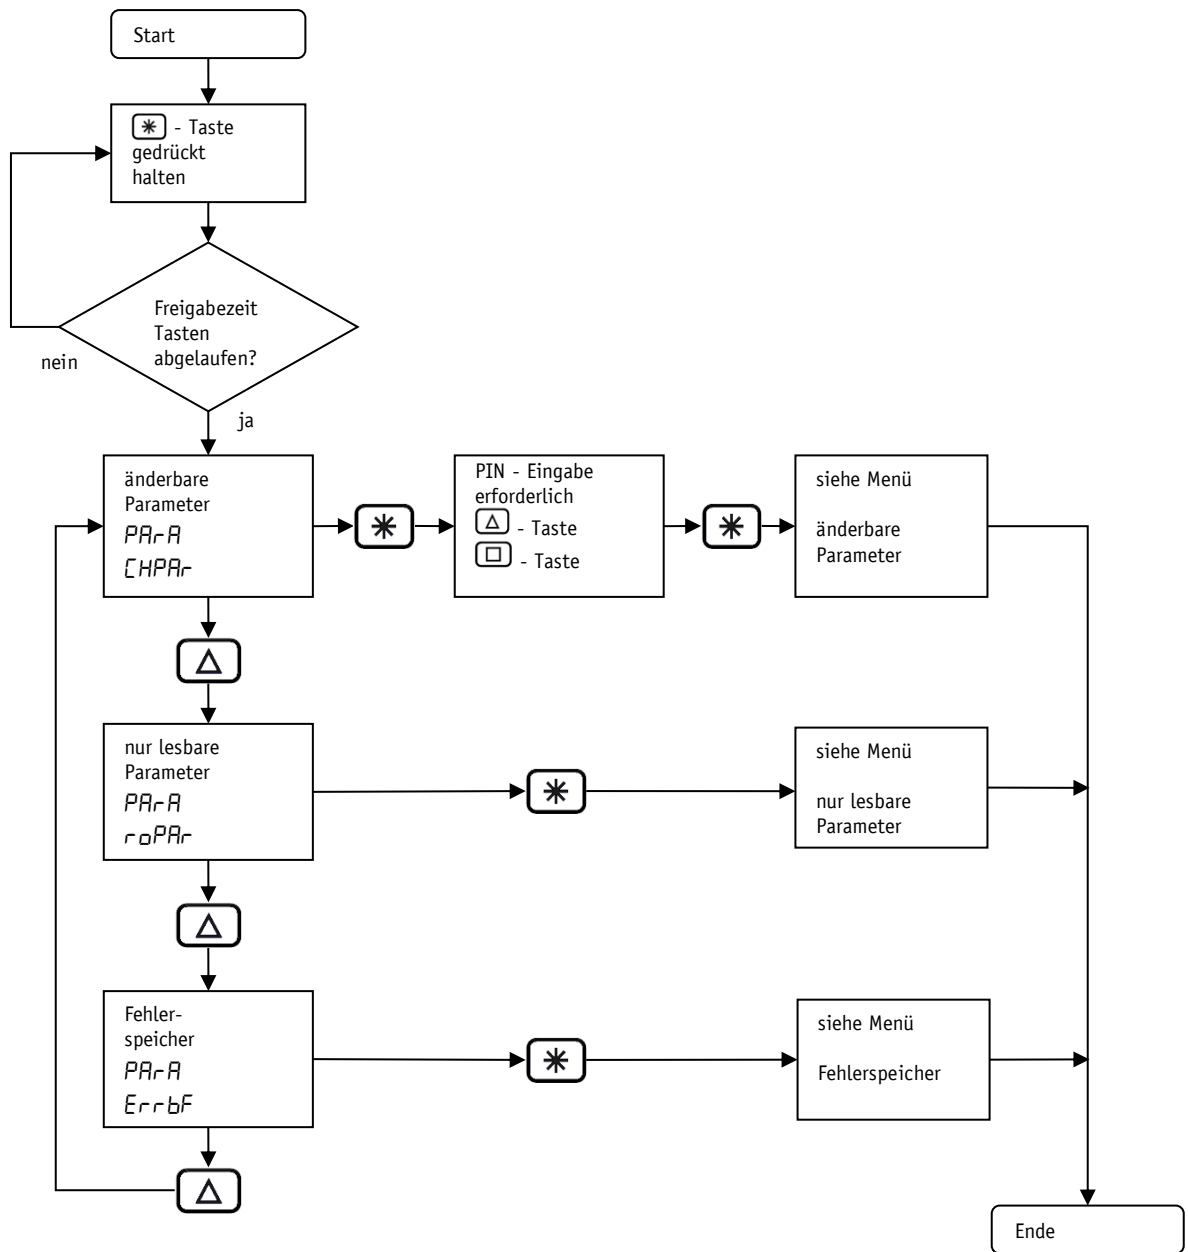 Start
- Taste
gedrückt
halten
Freigabezeit
Tasten
abgelaufen?
nein
ja
änderbare
Parameter
PArA
CHPAr
PIN - Eingabe
erforderlich
- Taste
- Taste
siehe Menü
änderbare
Parameter
nur lesbare
Parameter
PArA
roPAr
siehe Menü
nur lesbare
Parameter
Fehler-
speicher
PArA
ErrbF
siehe Menü
Fehlerspeicher
Ende